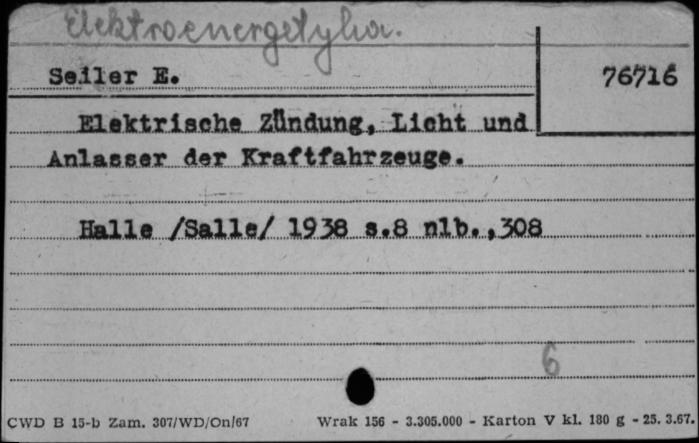 Elektroenergetyka.
Seiler E.
76716
Elektrische Zündung, Licht und
Anlasser der Kraftfahrzeuge.
Halle /Salle/ 1938 s.8 nlb.,308
6
CWD B 15-b Zam. 307/WD/On/67 Wrak 156 - 3.305.000 - Karton V kl. 180 g - 25.3.67.